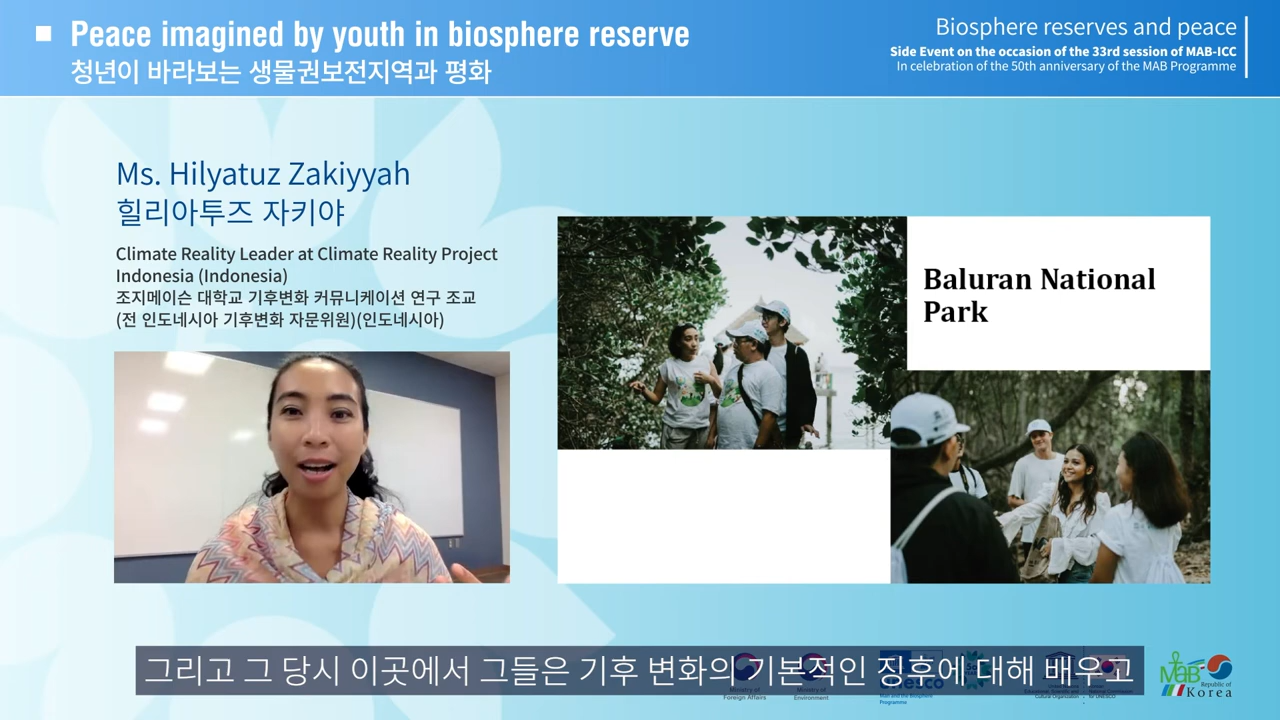 Peace imagined by youth in biosphere reserve
청년이 바라보는 생물권보전지역과 평화
Biosphere reserves and peace
Side Event on the occasion of the 33rd session of MAB-ICC
In celebration of the 50th anniversary of the MAB Programme
Ms. Hilyatuz Zakiyyah
힐리아투즈 자키야
Climate Reality Leader at Climate Reality Project
Indonesia (Indonesia)
조지메이슨 대학교 기후변화 커뮤니케이션 연구 조교
(전 인도네시아 기후변화 자문위원)(인도네시아)
Baluran National
Park
그리고 그 당시 이곳에서 그들은 기후 변화의 기본적인 징후에 대해 배우고
Ministry of
Foreign Affairs
Ministry of
Environment
unesco
Man and the Biosphere
Programme
MAB
Republic of
Korea